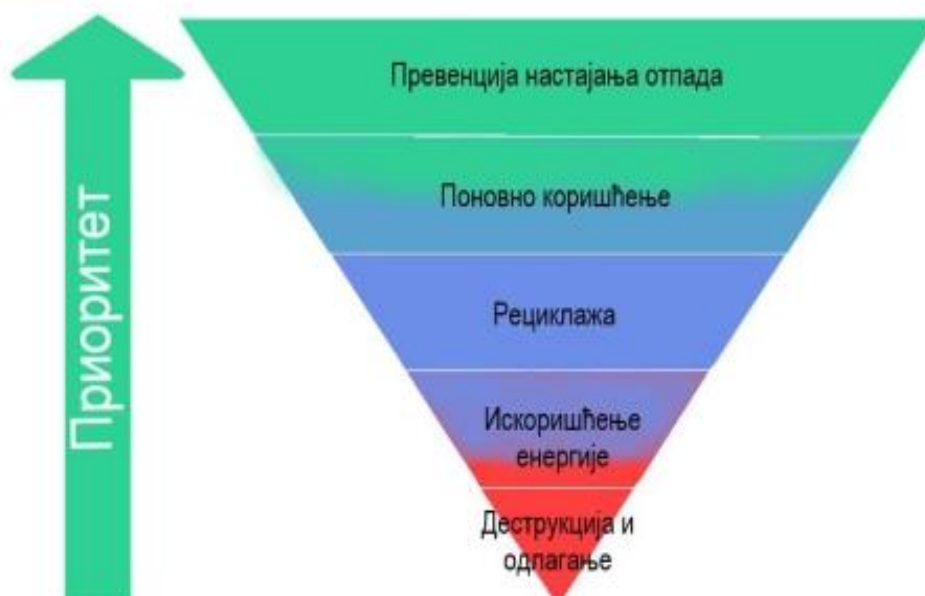 Приоритет
Превенција настајања отпада
Поновно коришћење
Рециклажа
Искоришћење
енергије
Деструкција и
одлагање